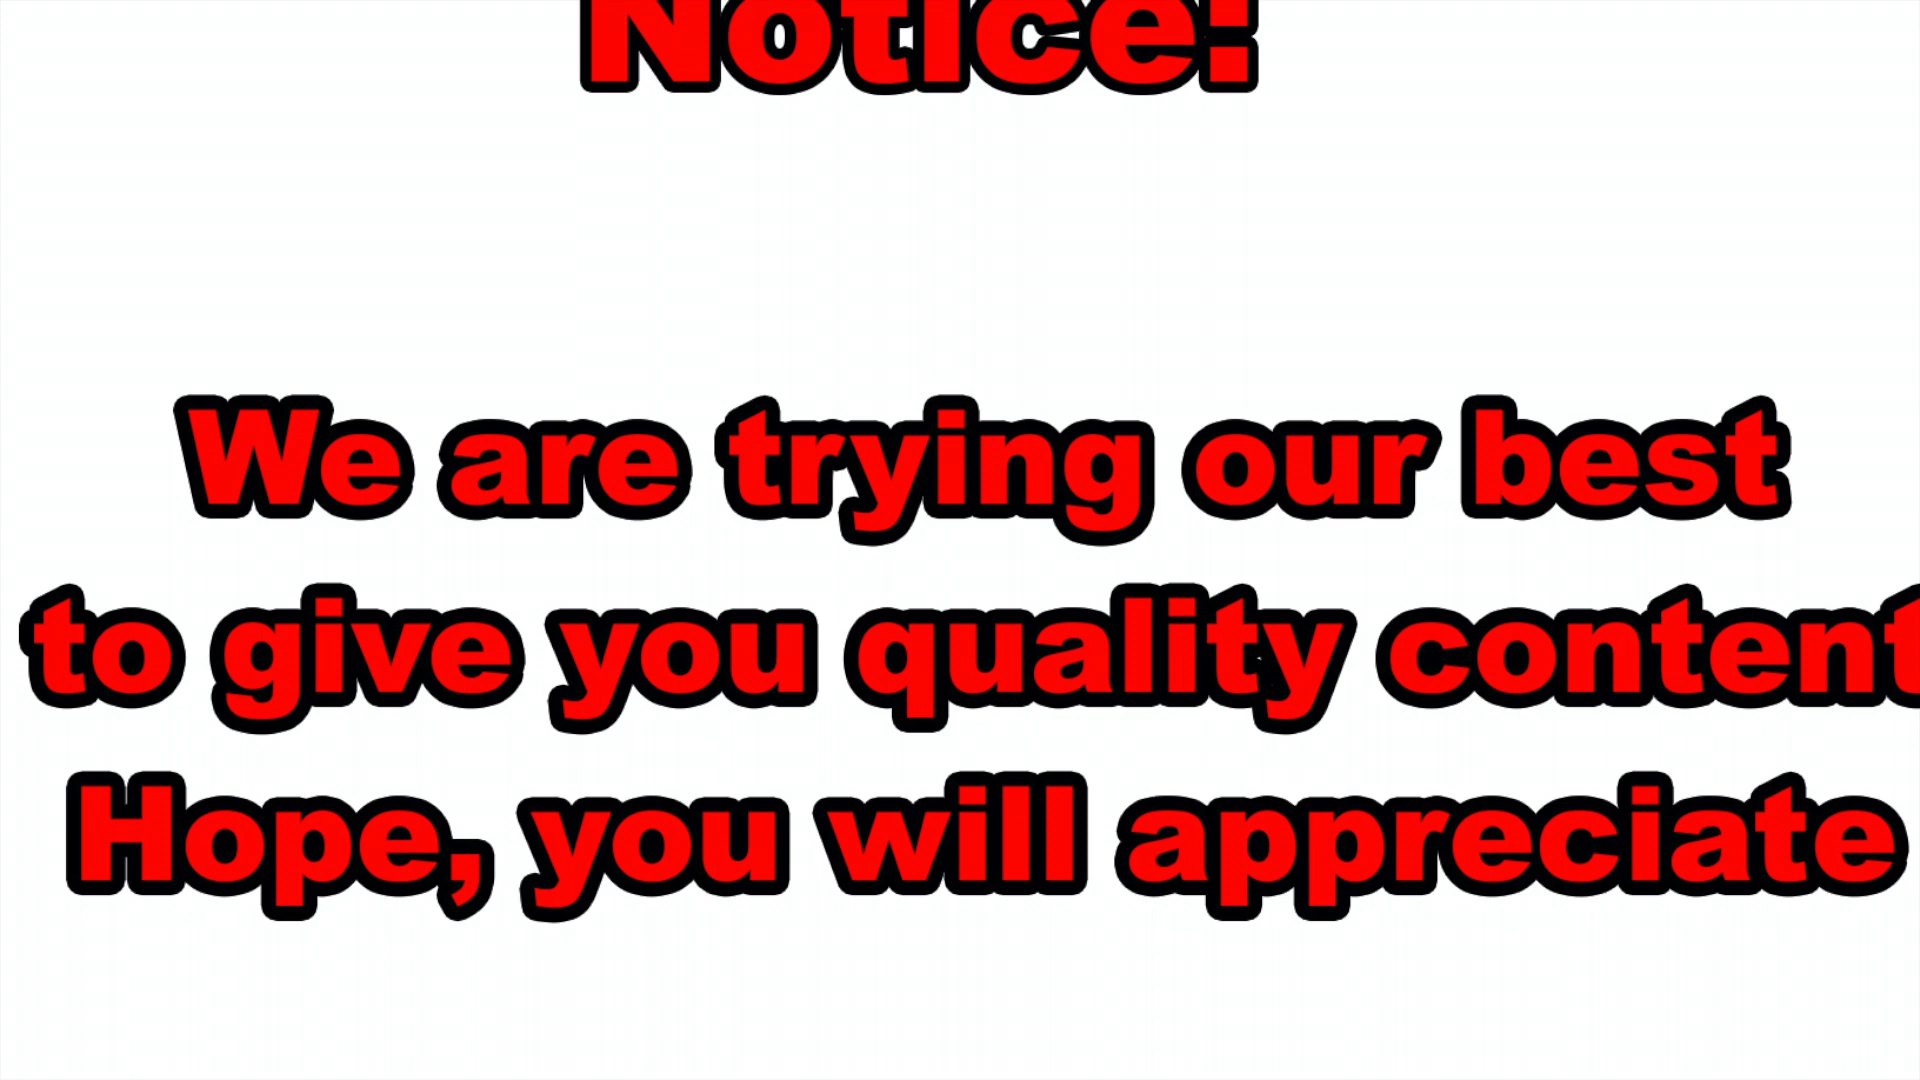 Notice:
We are trying our best
to give you quality content
Hope, you will appreciate